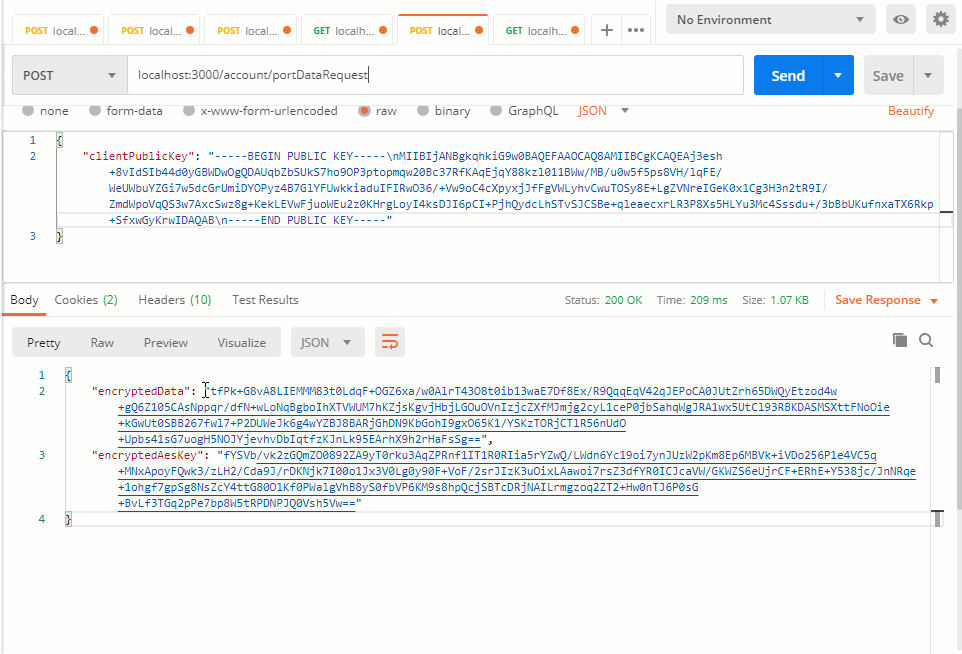 POST local...
POST local...
POST local...
GET localh...
POST local...
GET localh...
No Environment
POST
localhost:3000/account/portDataRequest
Send
Save
none
form-data
x-www-form-urlencoded
raw
binary
GraphQL
JSON
Beautify
1 {
2 "clientPublicKey": "-----BEGIN PUBLIC KEY-----\nMIIBIjANBgkqhkiG9w0BAQEFAAOCAQ8AMIIBCgKCAQEAj3esh
+8vIdSIb44d0yGBWDwOgQDAUqbZbSUkS7ho9OP3ptopmqw20Bc37RfKAqEjqY88kzl011BWw/MB/u0w5f5ps8VH/lqFE/
WeUWbuYZGi7w5dcGrUmiDYOPyz4B7GlYFUwkkiaduIFIRwO36/+Vw9oC4cXpyxjJfFgVWLyhvCwuTOSy8E+LgZVNreIGeK0x1Cg3H3n2tR9I/
ZmdWpoVqQS3w7AxcSwz8g+KekLEVwFjuoWEu2z0KHrgLoyI4ksDJI6pCI+PjhQydcLhSTvSJCSBe+qleaecxrLR3P8Xs5HLYu3Mc4Sssdu+/3bBbUKufnxaTX6Rkp
+SfxwGyKrwIDAQAB\n-----END PUBLIC KEY-----"
3 }
Body
Cookies (2)
Headers (10)
Test Results
Status: 200 OK
Time: 209 ms
Size: 1.07 KB
Save Response
Pretty
Raw
Preview
Visualize
JSON
1 {
2 "encryptedData": "tfPk+G8vA8LIEMMM83t0LdqF+OGZ6xa/w0AlrT43O8t0ib13waE7Df8Ex/R9QqqEqV42qJEPoCA0JUtZrh65DWQyEtzod4w
+gQ6Z105CAsNppqr/dfN+wLoNqBgboIhXTVWUM7hKZjsKgvjHbjLGOuOVnIzjcZXfMJmjg2cyL1ceP0jbSahqWgJRA1wx5UtCl93RBKDASMSXttFNoOie
+kGwUt0SBB267fwl7+P2DUWeJk6g4wYZBJ8BARjGhDN9KbGohI9gxO65K1/YSKzTORjCTlR56nUdO
+Upbs41sG7uogH5NOJYjevhvDbIqtfzKJnLk95EArhX9h2rHaFsSg==",
3 "encryptedAesKey": "fYSVb/vk2zGQmZO0892ZA9yT0rku3AqZPRnf1IT1R0RIia5rYZwQ/LWdn6Yc19oi7ynJUzW2pKm8Ep6MBVk+iVDo256P1e4VC5q
+MNxApoyFQwk3/zLH2/Cda9J/rDKNjk7I00o1Jx3V0Lg0y90F+VoF/2srJIzK3uOixLAawoi7rsZ3dfYR0ICJcaVW/GKWZS6eUjrCF+ERhE+Y538jc/JnNRqe
+1ohgf7gpSg8NsZcY4ttG80O1Kf0PWalgVhB8yS0fbVP6KM9s8hpQcjSBTcDRjNAILrmgzoq2ZT2+Hw0nTJ6P0sG
+BvLf3TGq2pPe7bp8W5tRPDNPJQ0Vsh5Vw=="
4 }